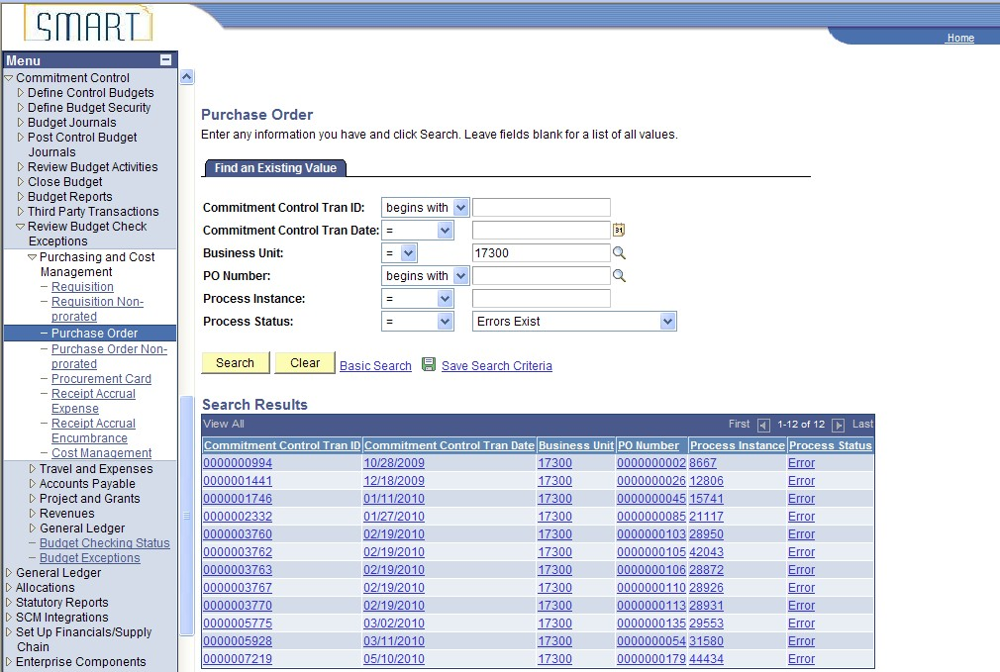 SMART
Home
Menu
Commitment Control
Define Control Budgets
Define Budget Security
Budget Journals
Post Control Budget
Journals
Review Budget Activities
Close Budget
Budget Reports
Third Party Transactions
Review Budget Check
Exceptions
Purchasing and Cost
Management
Requisition
Requisition Non-
prorated
Purchase Order
Purchase Order Non-
prorated
Procurement Card
Receipt Accrual
Expense
Receipt Accrual
Encumbrance
Cost Management
Travel and Expenses
Accounts Payable
Project and Grants
Revenues
General Ledger
Budget Checking Status
Budget Exceptions
General Ledger
Allocations
Statutory Reports
SCM Integrations
Set Up Financials/Supply
Chain
Enterprise Components
Purchase Order
Enter any information you have and click Search. Leave fields blank for a list of all values.
Find an Existing Value
Commitment Control Tran ID: begins with
Commitment Control Tran Date: = 31
Business Unit: = 17300
PO Number: begins with
Process Instance: =
Process Status: = Errors Exist
Search Clear Basic Search Save Search Criteria
Search Results
View All First 1-12 of 12 Last
Commitment Control Tran ID Commitment Control Tran Date Business Unit PO Number Process Instance Process Status
0000000994 10/28/2009 17300 0000000002 8667 Error
0000001441 12/18/2009 17300 0000000026 12806 Error
0000001746 01/11/2010 17300 0000000045 15741 Error
0000002332 01/27/2010 17300 0000000085 21117 Error
0000003760 02/19/2010 17300 0000000103 28950 Error
0000003762 02/19/2010 17300 0000000105 42043 Error
0000003763 02/19/2010 17300 0000000106 28872 Error
0000003767 02/19/2010 17300 0000000110 28926 Error
0000003770 02/19/2010 17300 0000000113 28931 Error
0000005775 03/02/2010 17300 0000000135 29553 Error
0000005928 03/11/2010 17300 0000000054 31580 Error
0000007219 05/10/2010 17300 0000000179 44434 Error